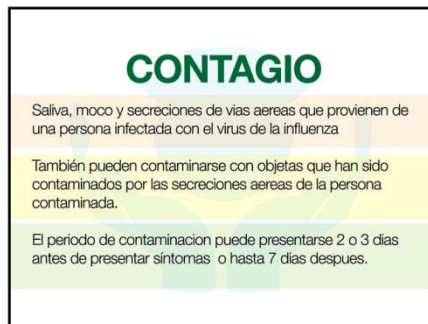 CONTAGIO
Saliva, moco y secreciones de vias aereas que provienen de
una persona infectada con el virus de la influenza
También pueden contaminarse con objetas que han sido
contaminados por las secreciones aereas de la persona
contaminada.
El periodo de contaminacion puede presentarse 2 o 3 dias
antes de presentar síntomas o hasta 7 dias despues.